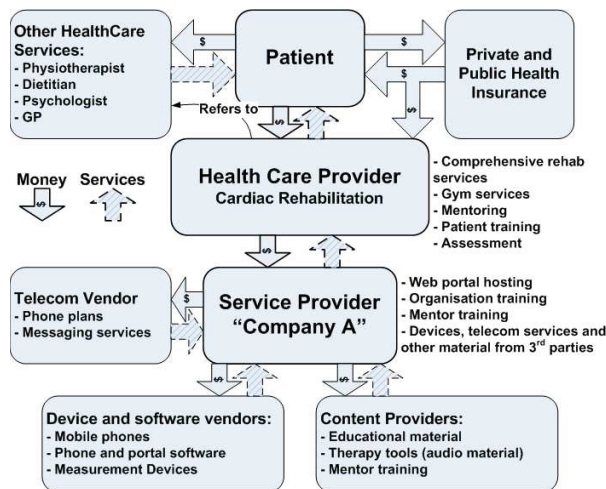 Other HealthCare
Services:
- Physiotherapist
- Dietitian
- Psychologist
- GP
$
Patient
$
$
Private and
Public Health
Insurance
Refers to
$
$
Health Care Provider
Cardiac Rehabilitation
- Comprehensive rehab
services
- Gym services
- Mentoring
- Patient training
- Assessment
Money Services
$
$
Telecom Vendor
- Phone plans
- Messaging services
$
Service Provider
“Company A”
- Web portal hosting
- Organisation training
- Mentor training
- Devices, telecom services and
other material from 3rd parties
$
$
Device and software vendors:
- Mobile phones
- Phone and portal software
- Measurement Devices
Content Providers:
- Educational material
- Therapy tools (audio material)
- Mentor training